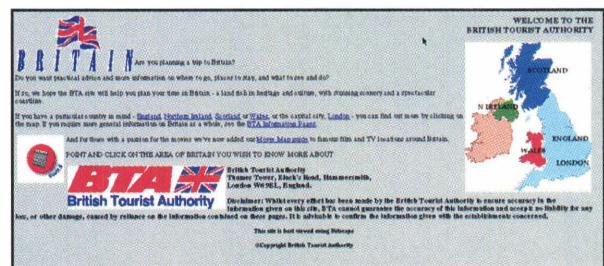 WELCOME TO THE
BRITISH TOURIST AUTHORITY
BRITAIN Are you planning a trip to Britain?
Do you want practical advice and more information on where to go, places to stay, and what to see and do?
If so, we hope the BTA site will help you plan your time in Britain - a land rich in heritage and culture, with stunning scenery and a spectacular
coastline.
If you have a particular country in mind - England, Northern Ireland, Scotland or Wales, or the capital city, London - you can find out more by clicking on
the map. If you require more general information on Britain as a whole, see the BTA Information Pages.
And for those with a passion for the movies we've now added our Movie Map guide to famous film and TV locations around Britain.
POINT AND CLICK ON THE AREA OF BRITAIN YOU WISH TO KNOW MORE ABOUT
SCOTLAND
N IRELAND
ENGLAND
WALES
LONDON
BTA
British Tourist Authority
British Tourist Authority
Thames Tower, Black's Road, Hammersmith,
London W6 9EL, England.
Disclaimer: Whilst every effort has been made by the British Tourist Authority to ensure accuracy in the
information given on this site, BTA cannot guarantee the accuracy of this information and accepts no liability for any
loss, or other damage, caused by reliance on the information contained on these pages. It is advisable to confirm the information given with the establishments concerned.
This site is best viewed using Netscape
©Copyright British Tourist Authority